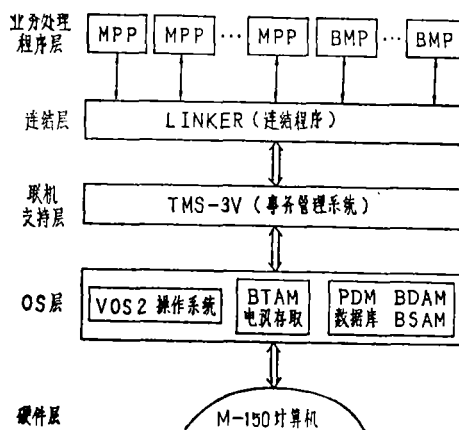 业务处理
程序层
MPP MPP ··· MPP BMP ··· BMP
连结层
LINKER(连结程序)
联机
支持层
TMS-3V(事务管理系统)
OS层
VOS2 操作系统
BTAM
电讯存取
PDM BDAM
数据库 BSAM
硬件层
M-150计算机